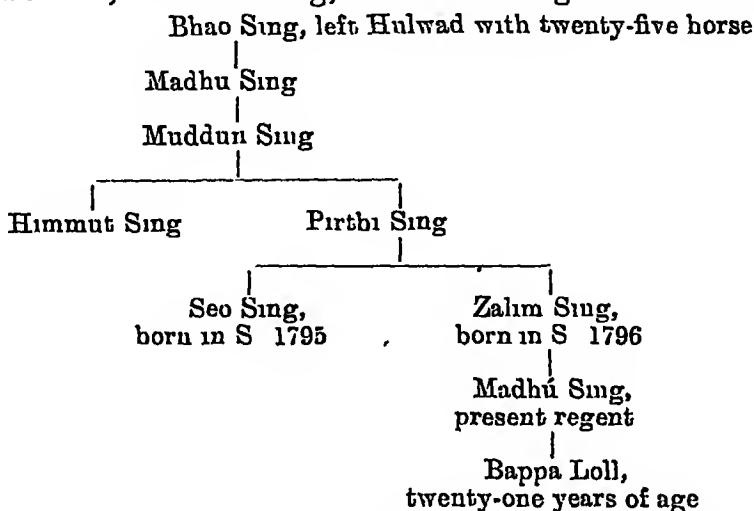 Bhao Sing, left Hulwad with twenty-five horse
Madhu Sing
Muddun Sing
Himmut Sing Pirthi Sing
Seo Sing, Zalim Sing,
born in S 1795 born in S 1796
Madhú Sing,
present regent
Bappa Loll,
twenty-one years of age